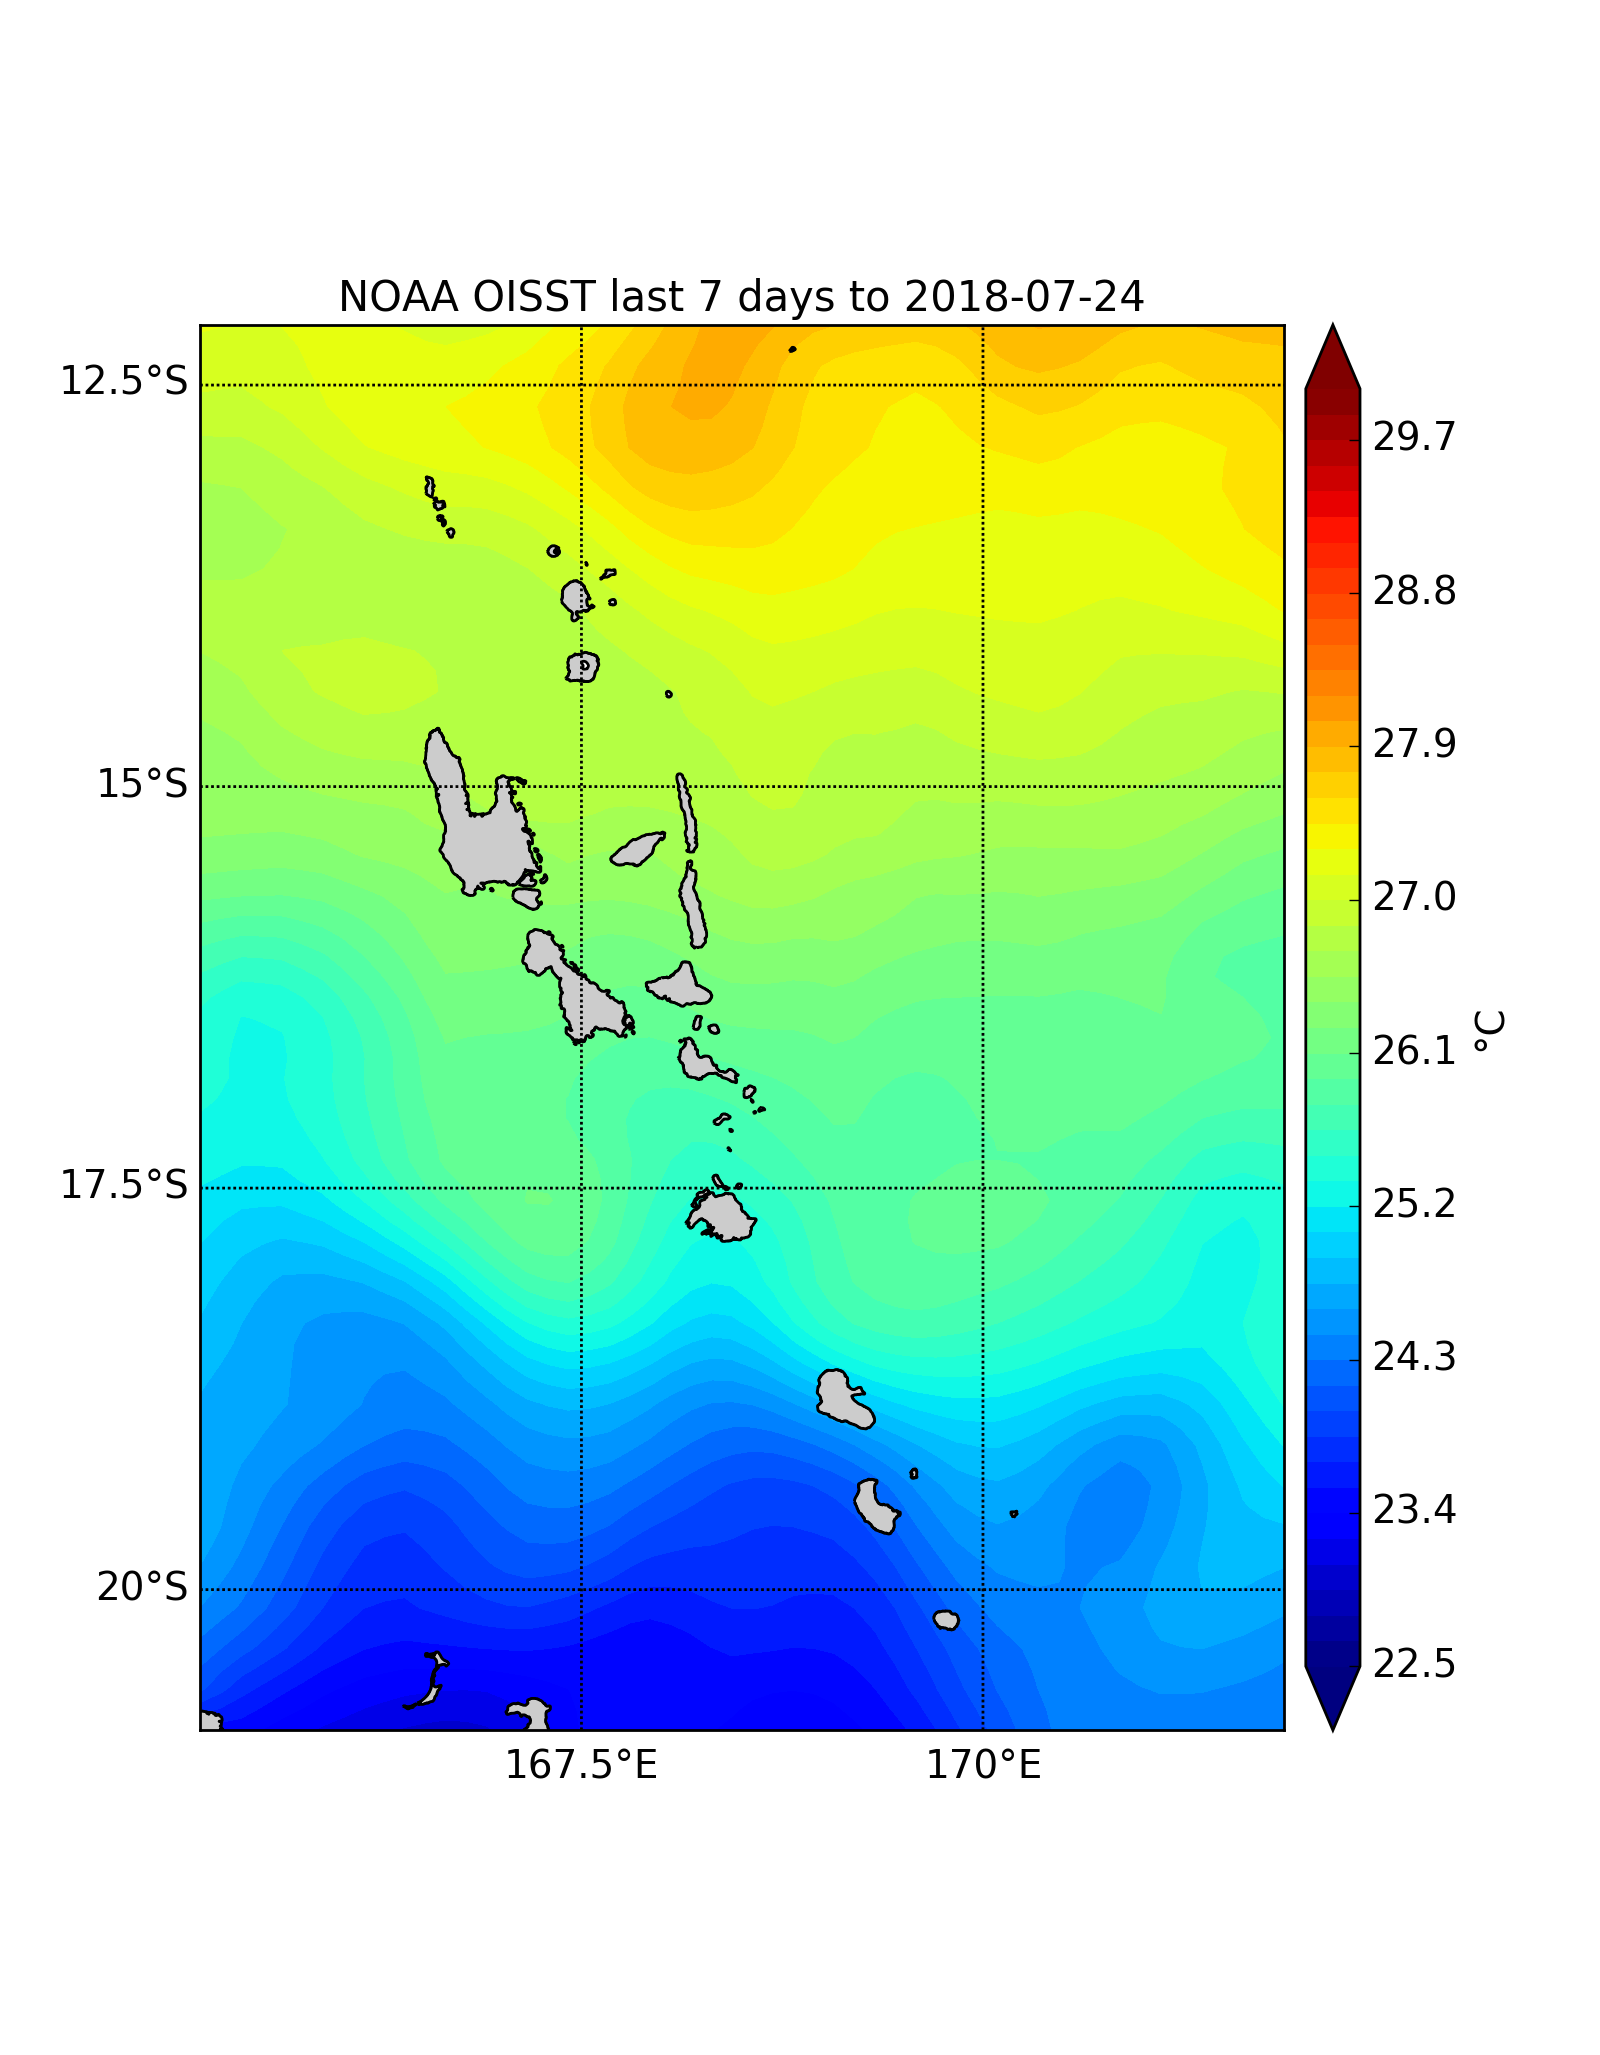 NOAA OISST last 7 days to 2018-07-24
12.5°S
15°S
17.5°S
20°S
167.5°E
170°E
29.7
28.8
27.9
27.0
26.1
25.2
24.3
23.4
22.5
°C